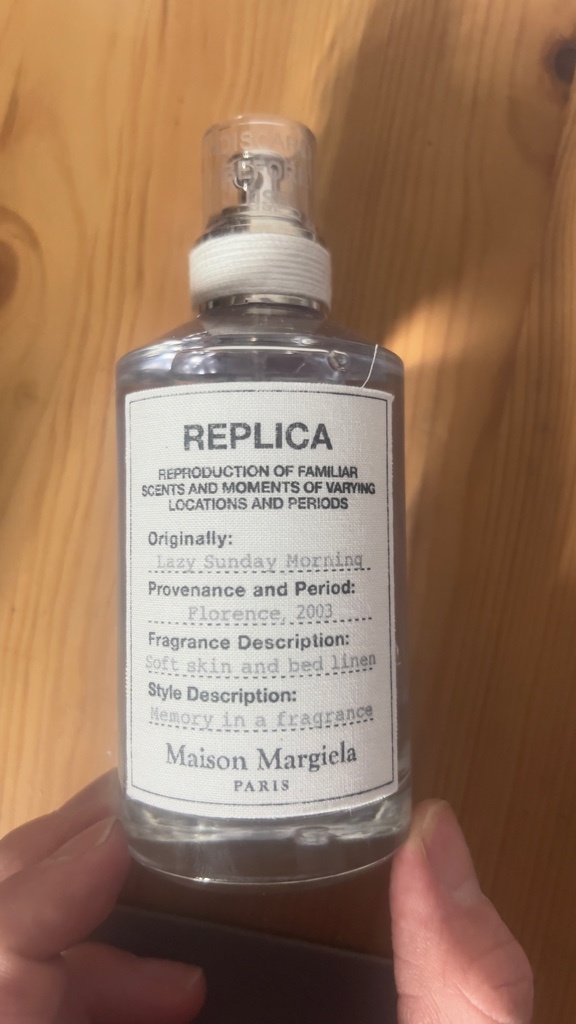 REPLICA
REPRODUCTION OF FAMILIAR
SCENTS AND MOMENTS OF VARYING
LOCATIONS AND PERIODS
Originally:
Lazy Sunday Morning
Provenance and Period:
Florence, 2003
Fragrance Description:
Soft skin and bed linen
Style Description:
Memory in a fragrance
Maison Margiela
PARIS